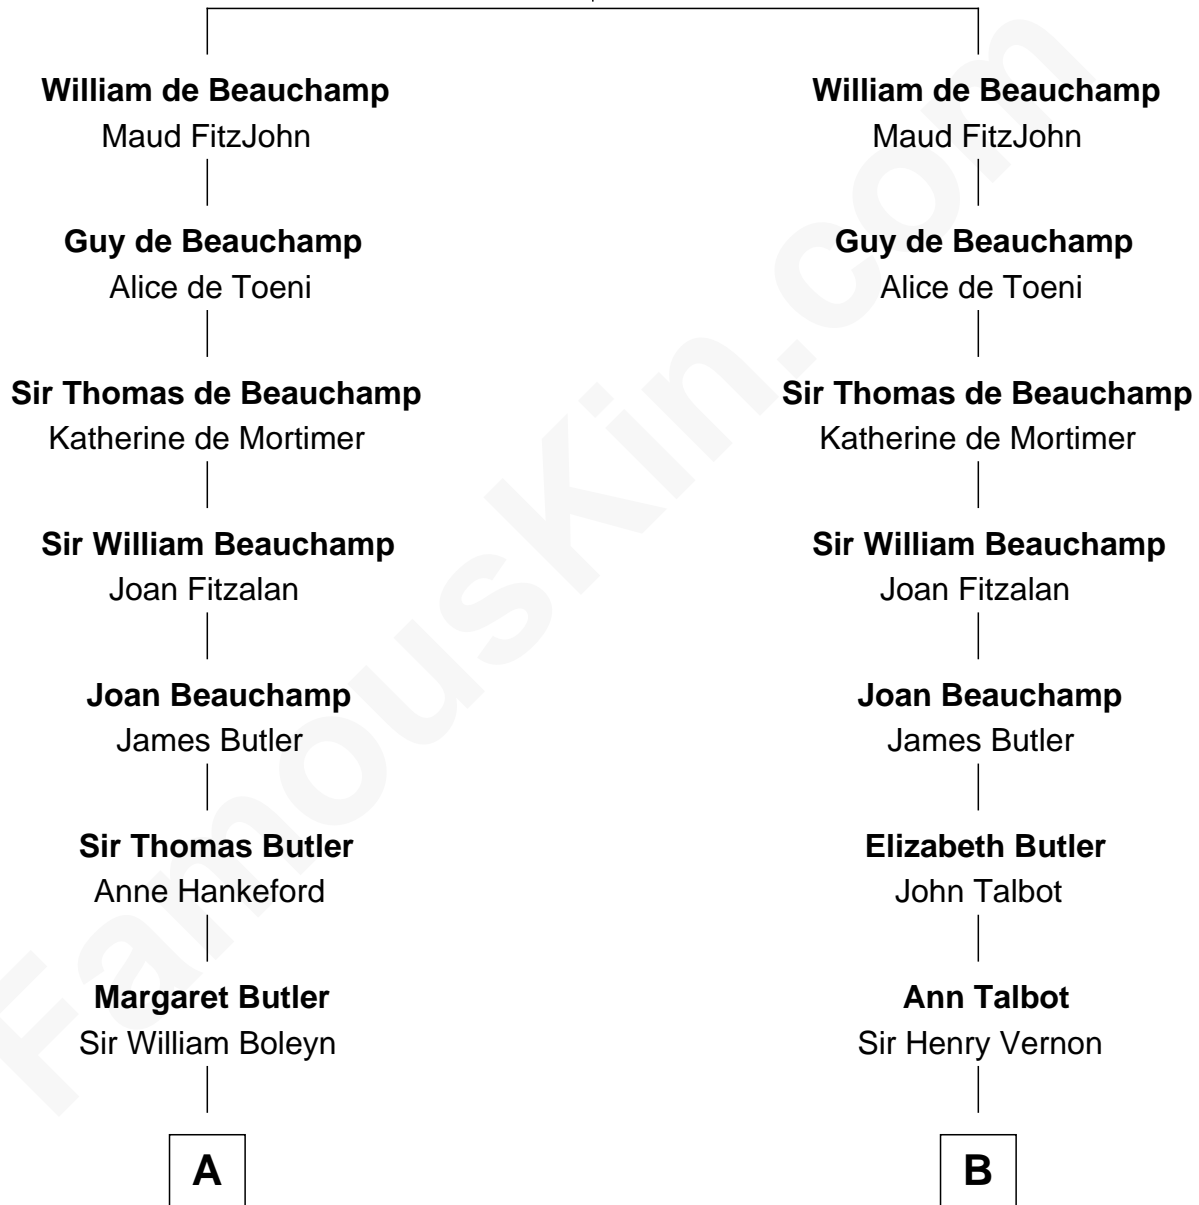 William de Beauchamp
Maud FitzJohn
Guy de Beauchamp
Alice de Toeni
Sir Thomas de Beauchamp
Katherine de Mortimer
Sir William Beauchamp
Joan Fitzalan
Joan Beauchamp
James Butler
Sir Thomas Butler
Anne Hankeford
Margaret Butler
Sir William Boleyn
A
William de Beauchamp
Maud FitzJohn
Guy de Beauchamp
Alice de Toeni
Sir Thomas de Beauchamp
Katherine de Mortimer
Sir William Beauchamp
Joan Fitzalan
Joan Beauchamp
James Butler
Elizabeth Butler
John Talbot
Ann Talbot
Sir Henry Vernon
B
FamousKin.com